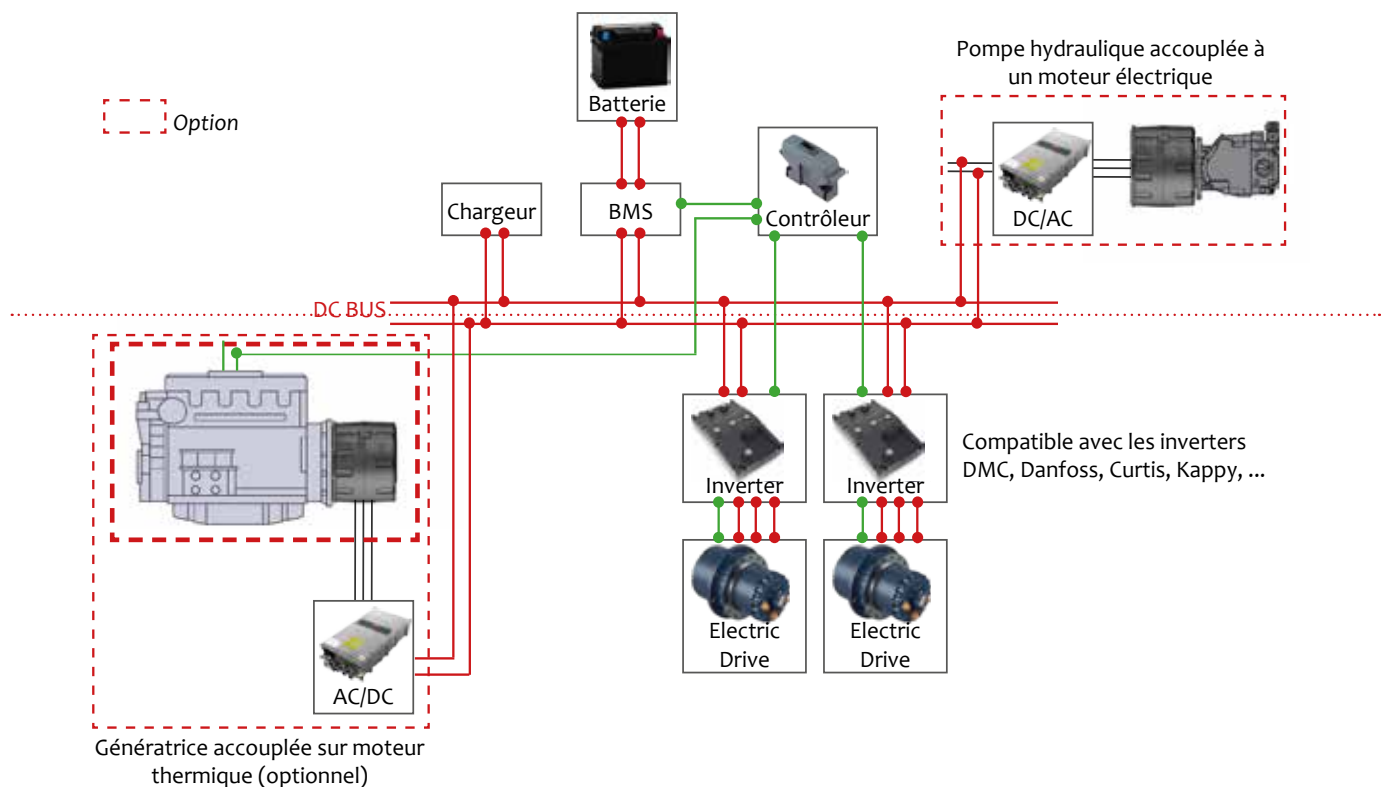 Pompe hydraulique accouplée à
un moteur électrique
Option
Batterie
Chargeur
BMS
Contrôleur
DC/AC
DC BUS
Compatible avec les inverters
DMC, Danfoss, Curtis, Kappy, ...
Inverter
Inverter
Electric
Drive
Electric
Drive
AC/DC
Génératrice accouplée sur moteur
thermique (optionnel)